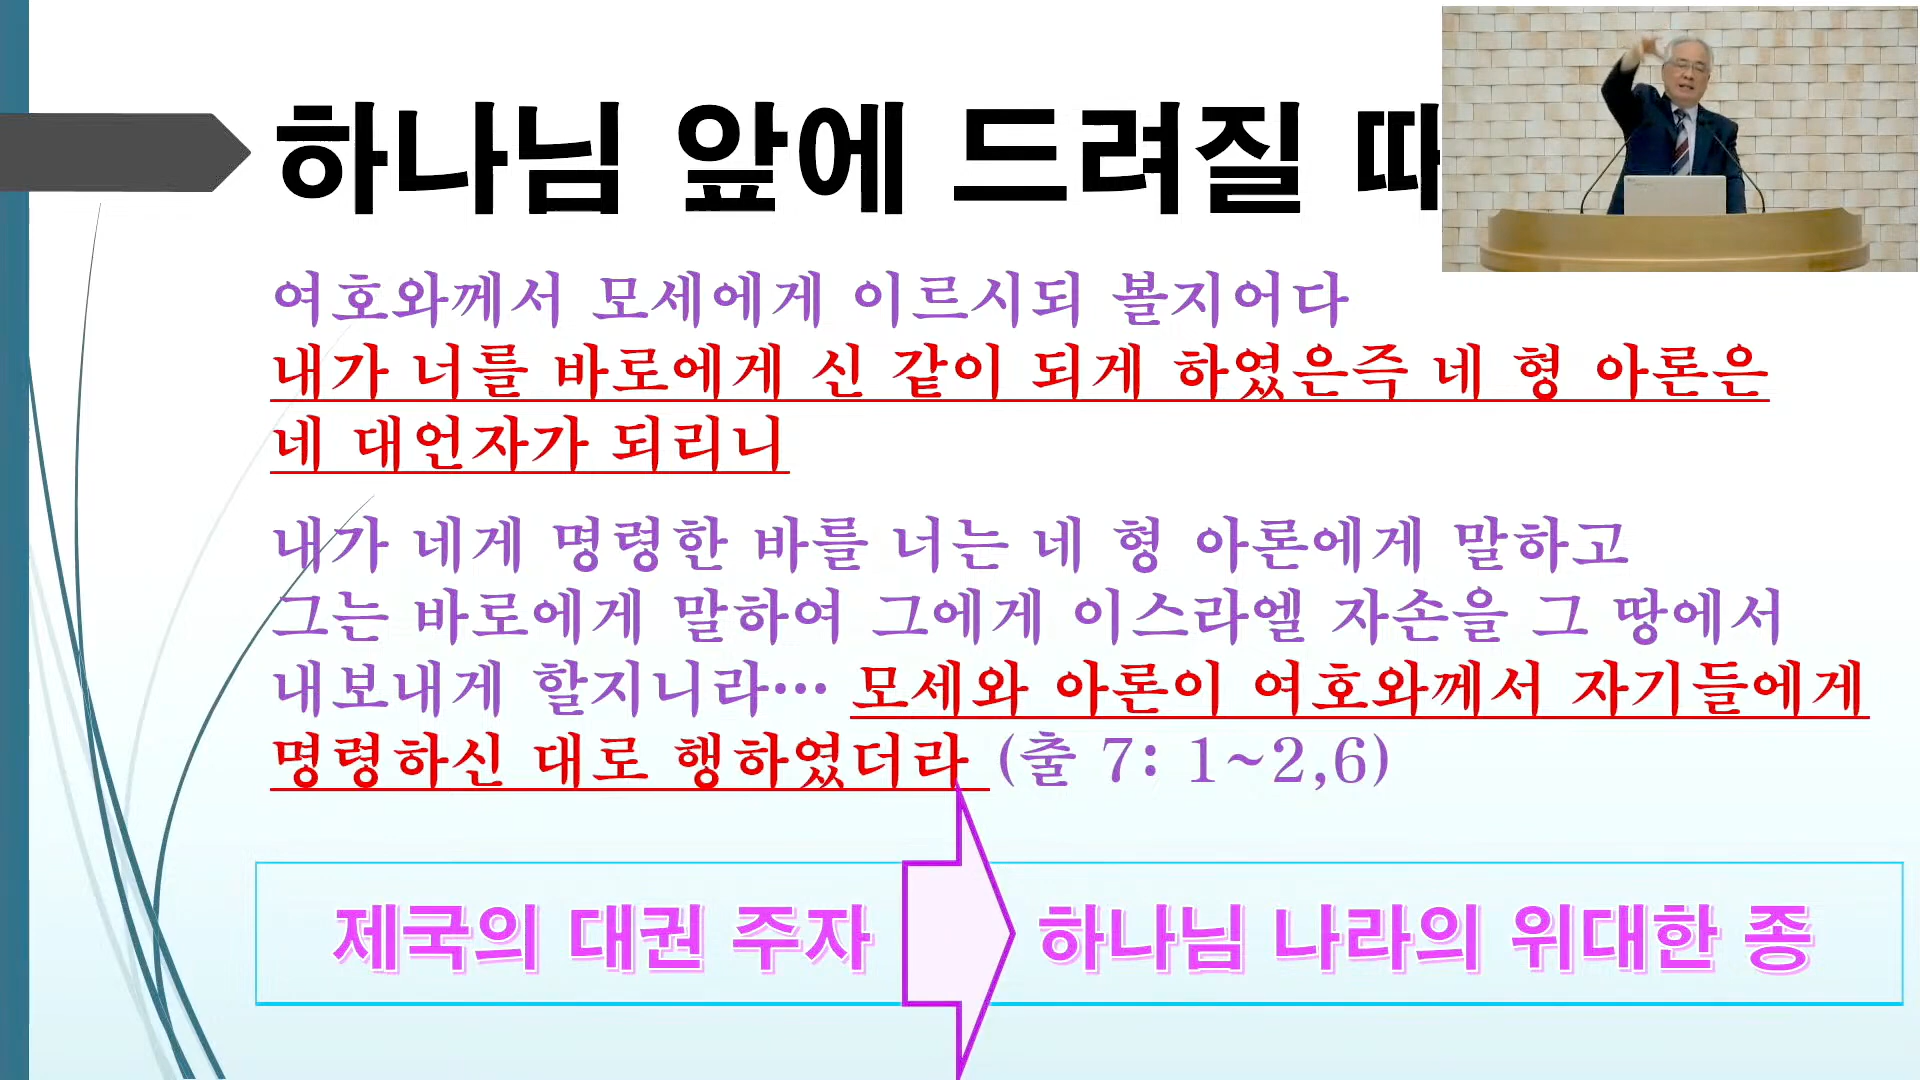 하나님 앞에 드려질
여호와께서 모세에게 이르시되 볼지어다
내가 너를 바로에게 신 같이 되게 하였은즉 네 형 아론은
네 대언자가 되리니
내가 네게 명령한 바를 너는 네 형 아론에게 말하고
그는 바로에게 말하여 그에게 이스라엘 자손을 그 땅에서
내보내게 할지니라… 모세와 아론이 여호와께서 자기들에게
명령하신 대로 행하였더라 (출 7: 1~2,6)
제국의 대권 주자
하나님 나라의 위대한 종